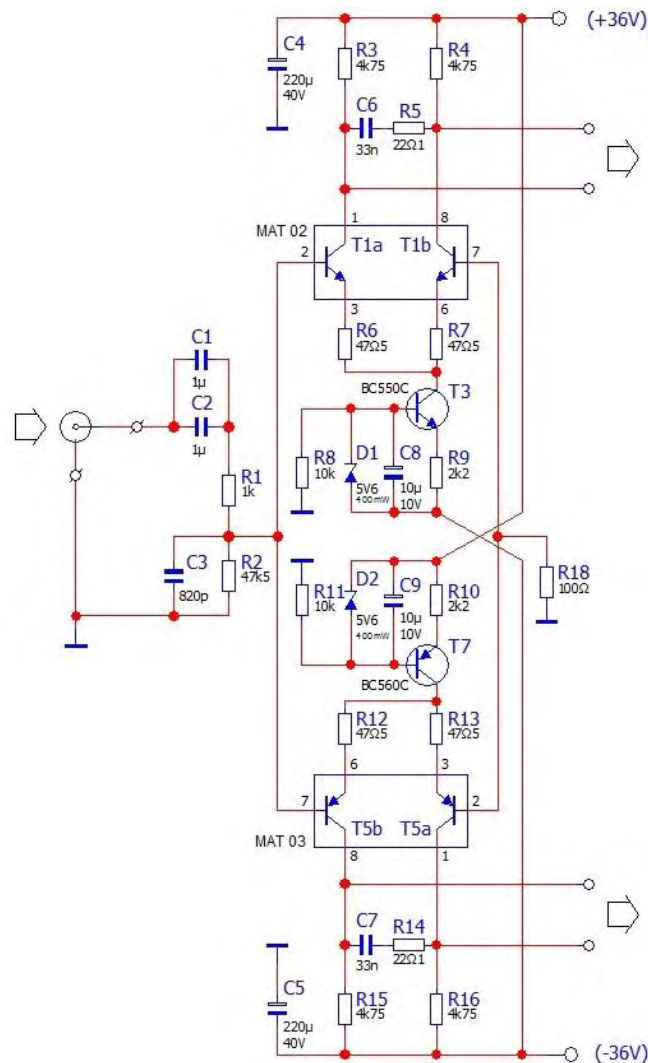 (+36V)
C4
220µ
40V
R3
4k75
R4
4k75
C6
33n
R5
22Ω1
MAT 02
1
8
2
T1a
T1b
7
3
6
R6
47Ω5
R7
47Ω5
C1
1µ
C2
1µ
BC550C
T3
R8
10k
D1
5V6
400mW
C8
10µ
10V
R9
2k2
R1
1k
C3
820p
R2
47k5
R11
10k
D2
5V6
400mW
C9
10µ
10V
R10
2k2
R18
100Ω
T7
BC560C
R12
47Ω5
R13
47Ω5
6
3
7
T5b
T5a
2
MAT 03
8
1
C7
33n
R14
22Ω1
C5
220µ
40V
R15
4k75
R16
4k75
(-36V)